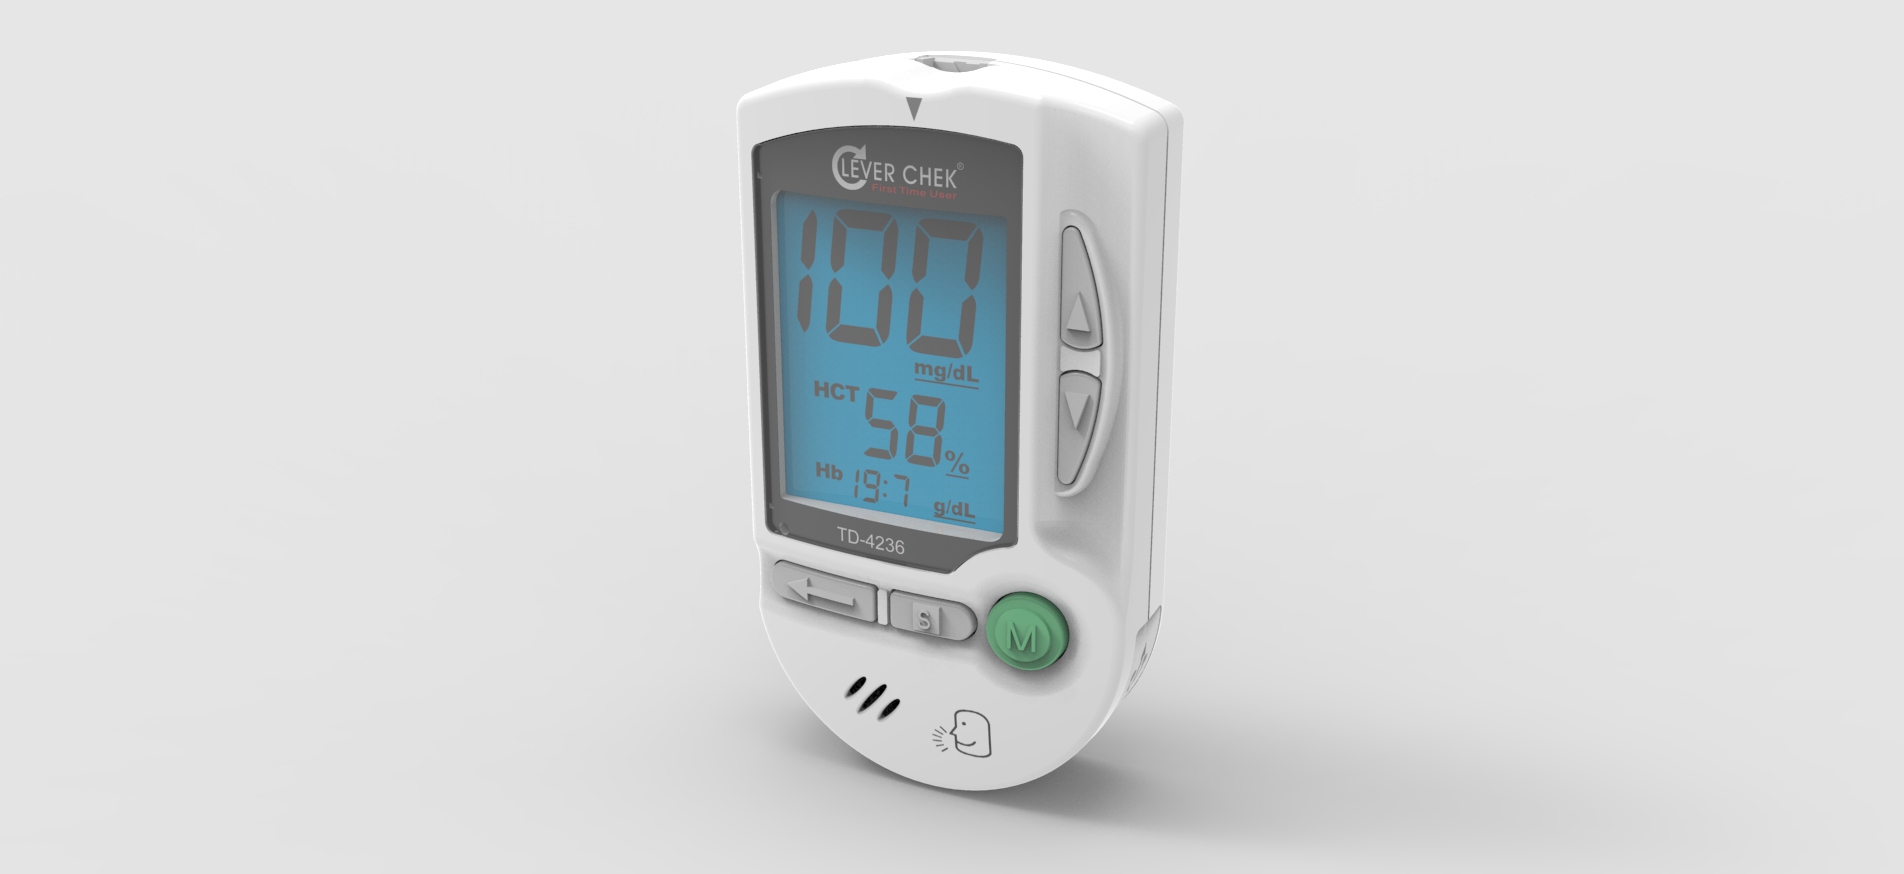 CLEVER CHEK®
First Time User
100
mg/dL
HCT 58 %
Hb 19:7 g/dL
TD-4236
S
M